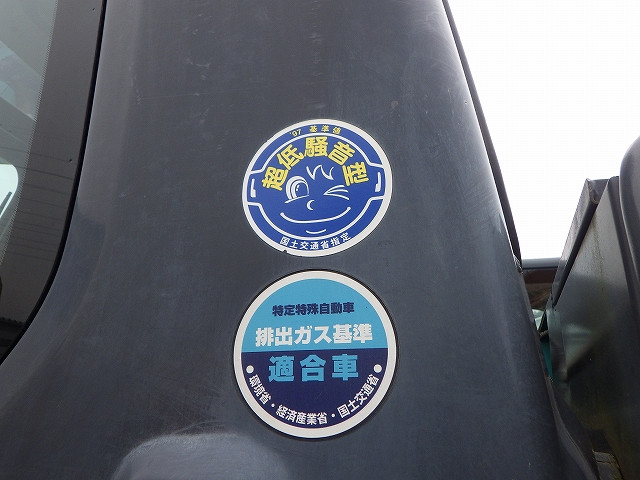 '97 基準値
超低騒音型
国土交通省指定
特定特殊自動車
排出ガス基準
適合車
・環境省・経済産業省・国土交通省・